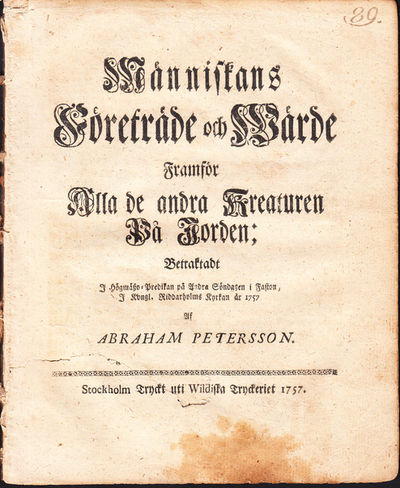 89.
Människans
Företräde och Wärde
Framför
Alla de andra Kreaturen
På Jorden;
Betraktadt
I Högmässo-Predikan på Andra Söndagen i Faston,
I Kongl. Riddarholms Kyrkan år 1757
Af
ABRAHAM PETERSSON.
Stockholm Tryckt uti Wildiska Tryckeriet 1757.